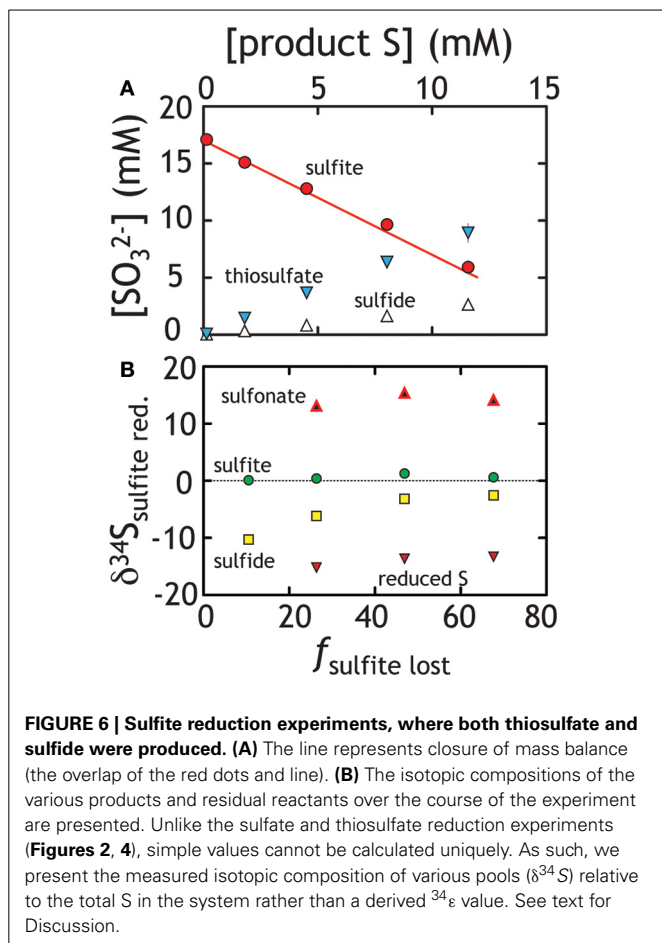 [product S] (mM)
A
0 5 10 15
20
15
10
5
0
[SO₃²⁻] (mM)
sulfite
thiosulfate
sulfide
B
20
10
0
-10
-20
δ³⁴S sulfite red.
sulfonate
sulfite
sulfide
reduced S
0 20 40 60 80
f sulfite lost
FIGURE 6 | Sulfite reduction experiments, where both thiosulfate and
sulfide were produced. (A) The line represents closure of mass balance
(the overlap of the red dots and line). (B) The isotopic compositions of the
various products and residual reactants over the course of the experiment
are presented. Unlike the sulfate and thiosulfate reduction experiments
(Figures 2, 4), simple values cannot be calculated uniquely. As such, we
present the measured isotopic composition of various pools (δ³⁴S) relative
to the total S in the system rather than a derived ³⁴ε value. See text for
Discussion.